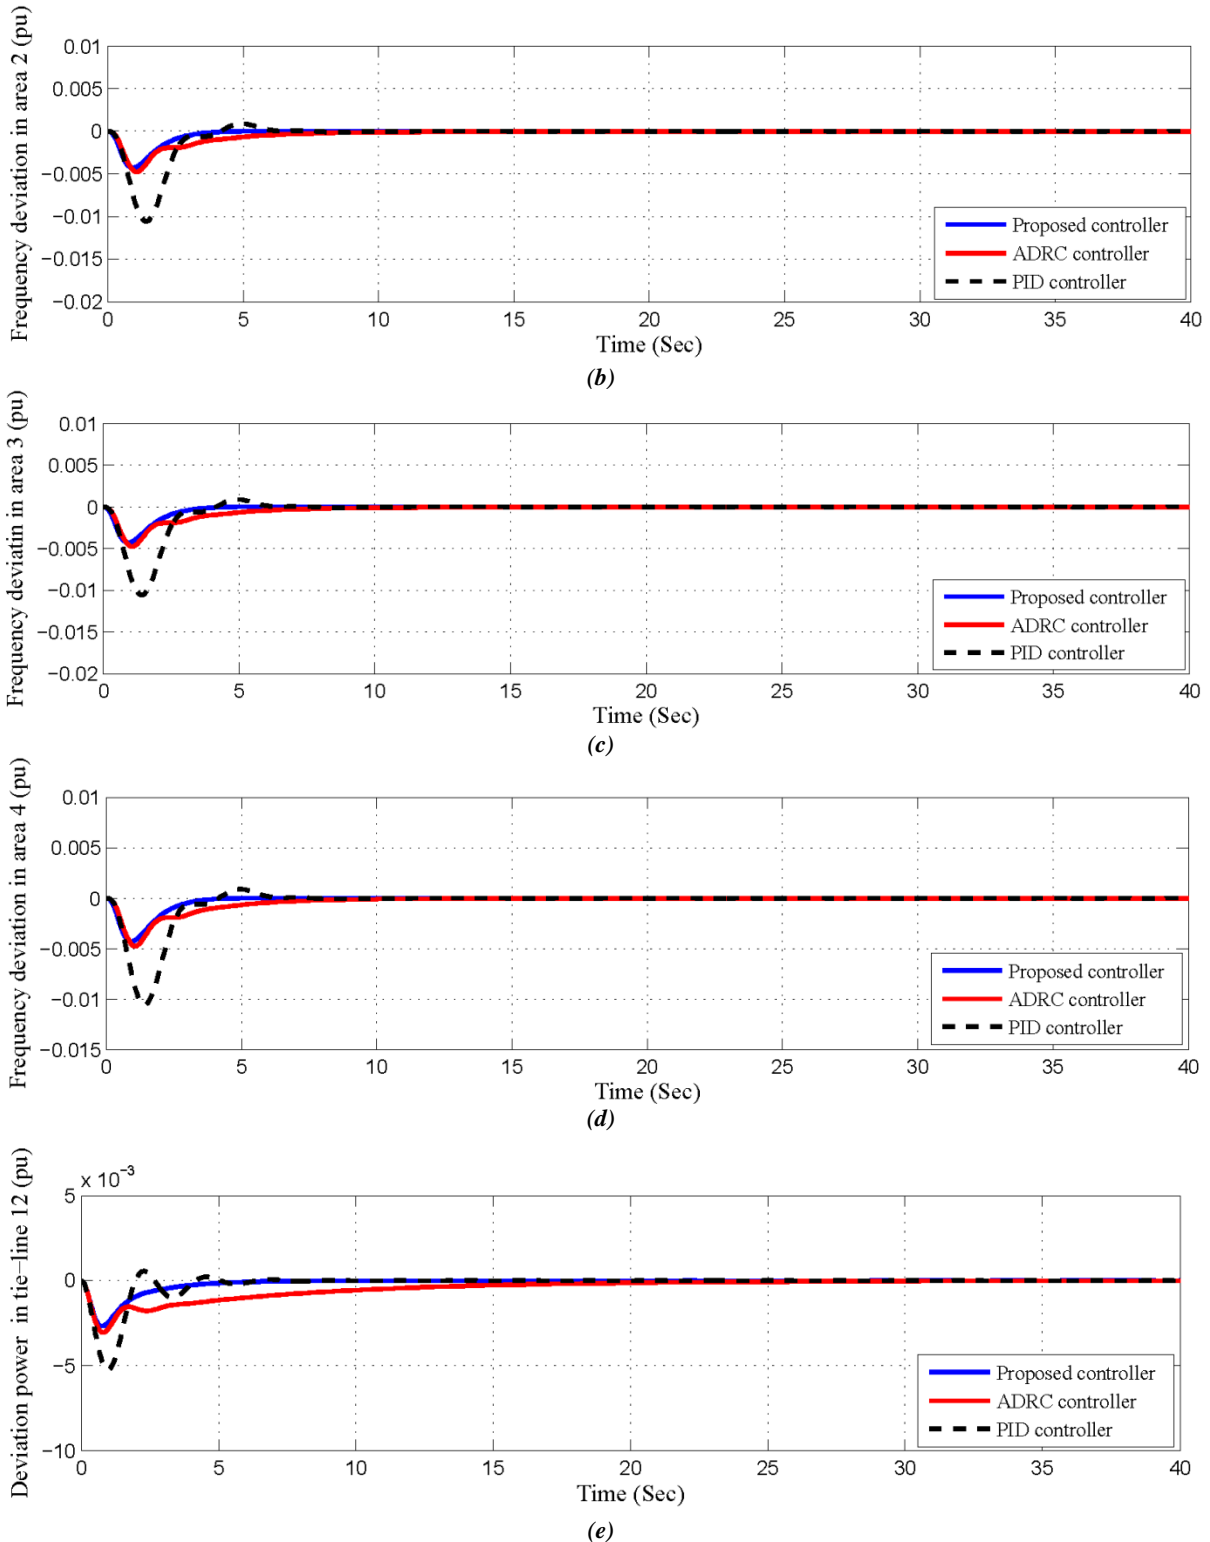 Frequency deviation in area 2 (pu)
0.01
0.005
0
−0.005
−0.01
−0.015
−0.02
0 5 10 15 20 25 30 35 40
Proposed controller
ADRC controller
PID controller
Time (Sec)
(b)
Frequency deviatin in area 3 (pu)
0.01
0.005
0
−0.005
−0.01
−0.015
−0.02
0 5 10 15 20 25 30 35 40
Proposed controller
ADRC controller
PID controller
Time (Sec)
(c)
Frequency deviation in area 4 (pu)
0.01
0.005
0
−0.005
−0.01
−0.015
0 5 10 15 20 25 30 35 40
Proposed controller
ADRC controller
PID controller
Time (Sec)
(d)
Deviation power in tie−line 12 (pu)
x 10⁻³
5
0
−5
−10
0 5 10 15 20 25 30 35 40
Proposed controller
ADRC controller
PID controller
Time (Sec)
(e)